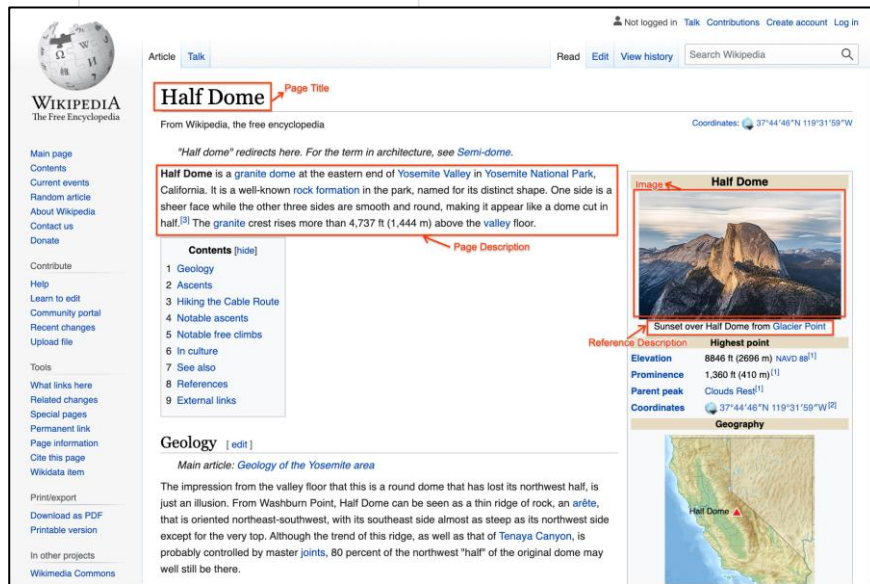 Not logged in Talk Contributions Create account Log in
Article Talk
Read Edit View history Search Wikipedia
WIKIPEDIA
The Free Encyclopedia
Main page
Contents
Current events
Random article
About Wikipedia
Contact us
Donate
Contribute
Help
Learn to edit
Community portal
Recent changes
Upload file
Tools
What links here
Related changes
Special pages
Permanent link
Page information
Cite this page
Wikidata item
Print/export
Download as PDF
Printable version
In other projects
Wikimedia Commons
Half Dome
Page Title
From Wikipedia, the free encyclopedia
Coordinates: 37°44′46″N 119°31′59″W
"Half dome" redirects here. For the term in architecture, see Semi-dome.
Half Dome is a granite dome at the eastern end of Yosemite Valley in Yosemite National Park,
California. It is a well-known rock formation in the park, named for its distinct shape. One side is a
sheer face while the other three sides are smooth and round, making it appear like a dome cut in
half.[3] The granite crest rises more than 4,737 ft (1,444 m) above the valley floor.
Page Description
Contents [hide]
1 Geology
2 Ascents
3 Hiking the Cable Route
4 Notable ascents
5 Notable free climbs
6 In culture
7 See also
8 References
9 External links
Geology [ edit ]
Main article: Geology of the Yosemite area
The impression from the valley floor that this is a round dome that has lost its northwest half, is
just an illusion. From Washburn Point, Half Dome can be seen as a thin ridge of rock, an arête,
that is oriented northeast-southwest, with its southeast side almost as steep as its northwest side
except for the very top. Although the trend of this ridge, as well as that of Tenaya Canyon, is
probably controlled by master joints, 80 percent of the northwest "half" of the original dome may
well still be there.
Image
Half Dome
Sunset over Half Dome from Glacier Point
Reference Description
Highest point
Elevation 8846 ft (2696 m) NAVD 88[1]
Prominence 1,360 ft (410 m)[1]
Parent peak Clouds Rest[1]
Coordinates 37°44′46″N 119°31′59″W[2]
Geography
Half Dome